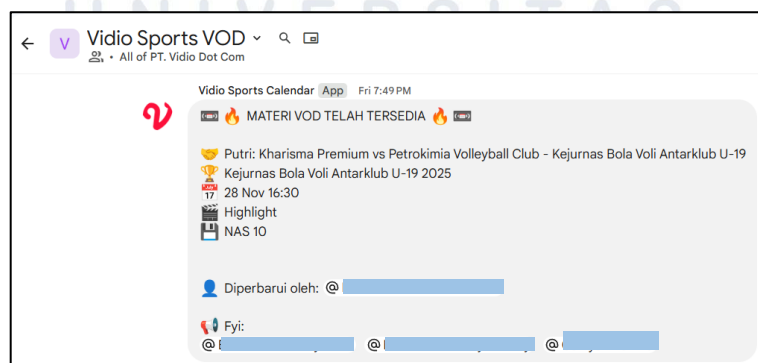 UNIVERSITAS
← V Vidio Sports VOD
• All of PT. Vidio Dot Com
Vidio Sports Calendar App Fri 7:49 PM
📼 🔥 MATERI VOD TELAH TERSEDIA 🔥 📼
🤝 Putri: Kharisma Premium vs Petrokimia Volleyball Club - Kejurnas Bola Voli Antarklub U-19
🏆 Kejurnas Bola Voli Antarklub U-19 2025
📅 28 Nov 16:30
🎬 Highlight
💾 NAS 10
👤 Diperbarui oleh: @
📢 Fyi:
@ @ @